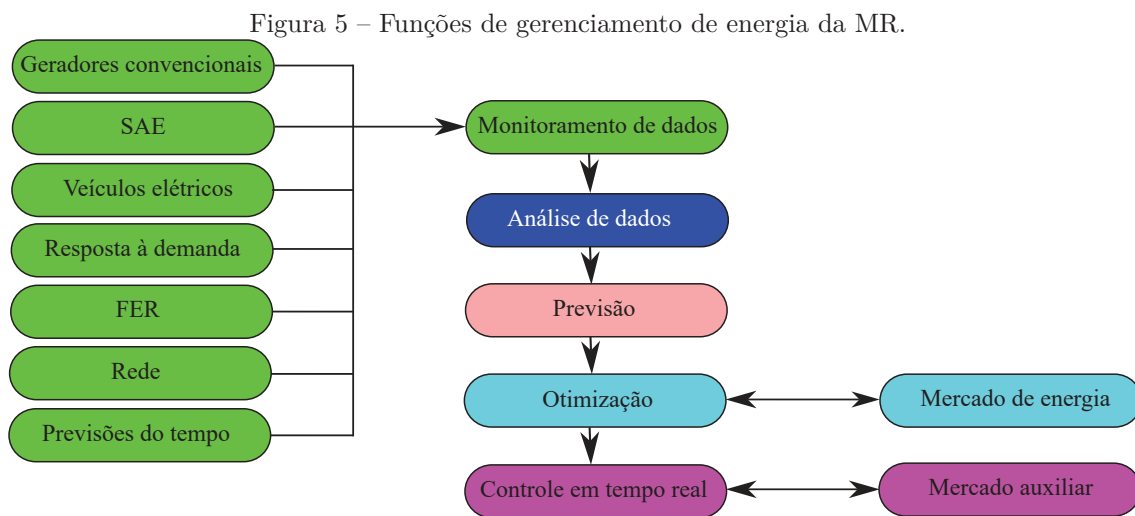 Figura 5 – Funções de gerenciamento de energia da MR.
Geradores convencionais
SAE
Veículos elétricos
Resposta à demanda
FER
Rede
Previsões do tempo
Monitoramento de dados
Análise de dados
Previsão
Otimização
Controle em tempo real
Mercado de energia
Mercado auxiliar